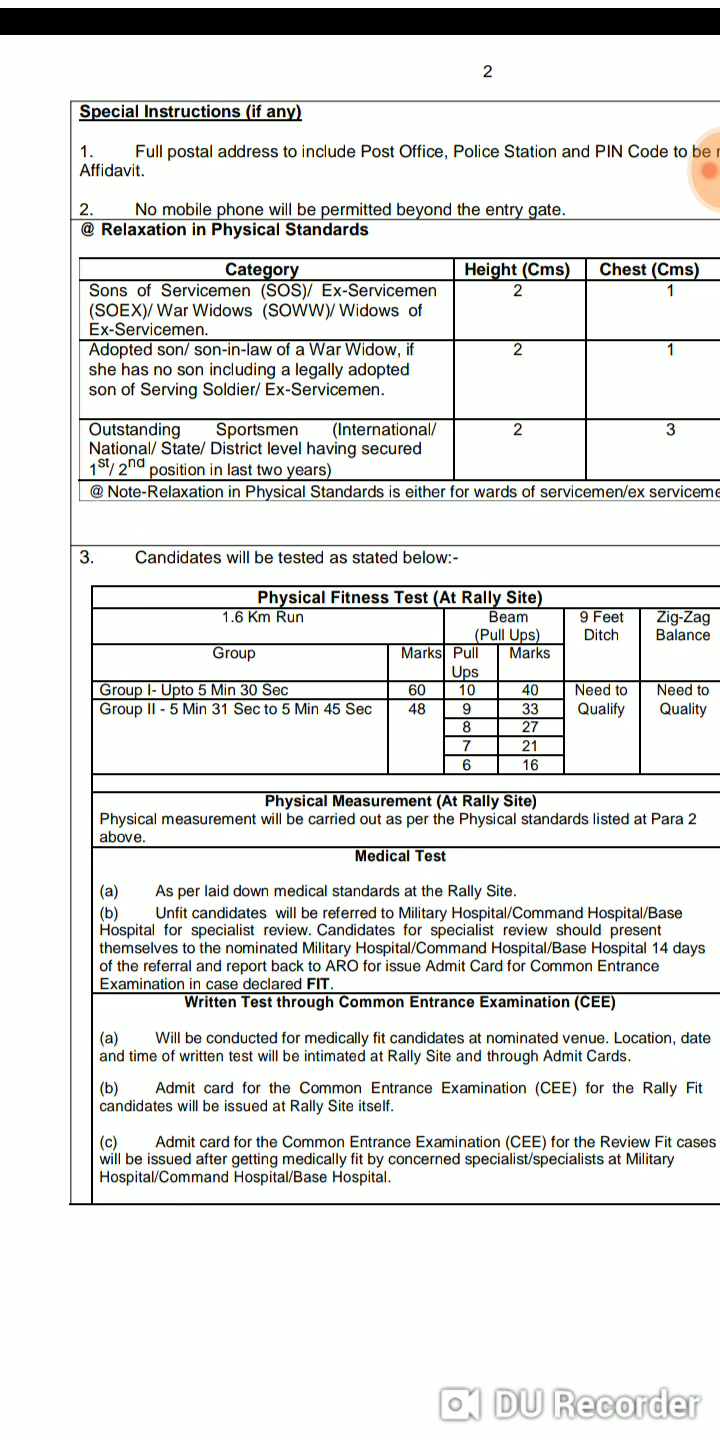 2
Special Instructions (if any)
1. Full postal address to include Post Office, Police Station and PIN Code to be
Affidavit.
2. No mobile phone will be permitted beyond the entry gate.
@ Relaxation in Physical Standards
Category Height (Cms) Chest (Cms)
Sons of Servicemen (SOS)/ Ex-Servicemen 2 1
(SOEX)/ War Widows (SOWW)/ Widows of
Ex-Servicemen.
Adopted son/ son-in-law of a War Widow, if 2 1
she has no son including a legally adopted
son of Serving Soldier/ Ex-Servicemen.
Outstanding Sportsmen (International/ 2 3
National/ State/ District level having secured
1st/ 2nd position in last two years)
@ Note-Relaxation in Physical Standards is either for wards of servicemen/ex serviceme
3. Candidates will be tested as stated below:-
Physical Fitness Test (At Rally Site)
1.6 Km Run Beam 9 Feet Zig-Zag
(Pull Ups) Ditch Balance
Group Marks Pull Marks
Ups
Group I- Upto 5 Min 30 Sec 60 10 40 Need to Need to
Group II - 5 Min 31 Sec to 5 Min 45 Sec 48 9 33 Qualify Quality
8 27
7 21
6 16
Physical Measurement (At Rally Site)
Physical measurement will be carried out as per the Physical standards listed at Para 2
above.
Medical Test
(a) As per laid down medical standards at the Rally Site.
(b) Unfit candidates will be referred to Military Hospital/Command Hospital/Base
Hospital for specialist review. Candidates for specialist review should present
themselves to the nominated Military Hospital/Command Hospital/Base Hospital 14 days
of the referral and report back to ARO for issue Admit Card for Common Entrance
Examination in case declared FIT.
Written Test through Common Entrance Examination (CEE)
(a) Will be conducted for medically fit candidates at nominated venue. Location, date
and time of written test will be intimated at Rally Site and through Admit Cards.
(b) Admit card for the Common Entrance Examination (CEE) for the Rally Fit
candidates will be issued at Rally Site itself.
(c) Admit card for the Common Entrance Examination (CEE) for the Review Fit cases
will be issued after getting medically fit by concerned specialist/specialists at Military
Hospital/Command Hospital/Base Hospital.
DU Recorder